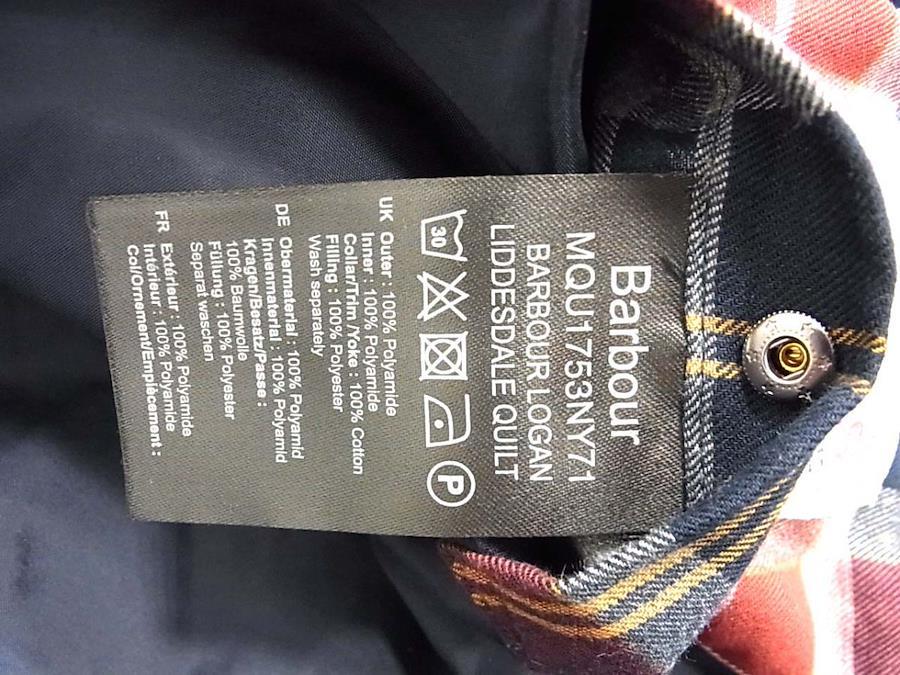 Barbour
MQU1753NY71
BARBOUR LOGAN
LIDDESDALE QUILT
30
P
UK Outer : 100% Polyamide
Inner : 100% Polyamide
Collar/Trim /Yoke : 100% Cotton
Filling : 100% Polyester
Wash separately
DE Obermaterial : 100% Polyamid
Innenmaterial : 100% Polyamid
Kragen/Besatz/Passe :
100% Baumwolle
Füllung : 100% Polyester
Separat waschen
FR Extérieur : 100% Polyamide
Intérieur : 100% Polyamide
Col/Ornement/Emplècement :